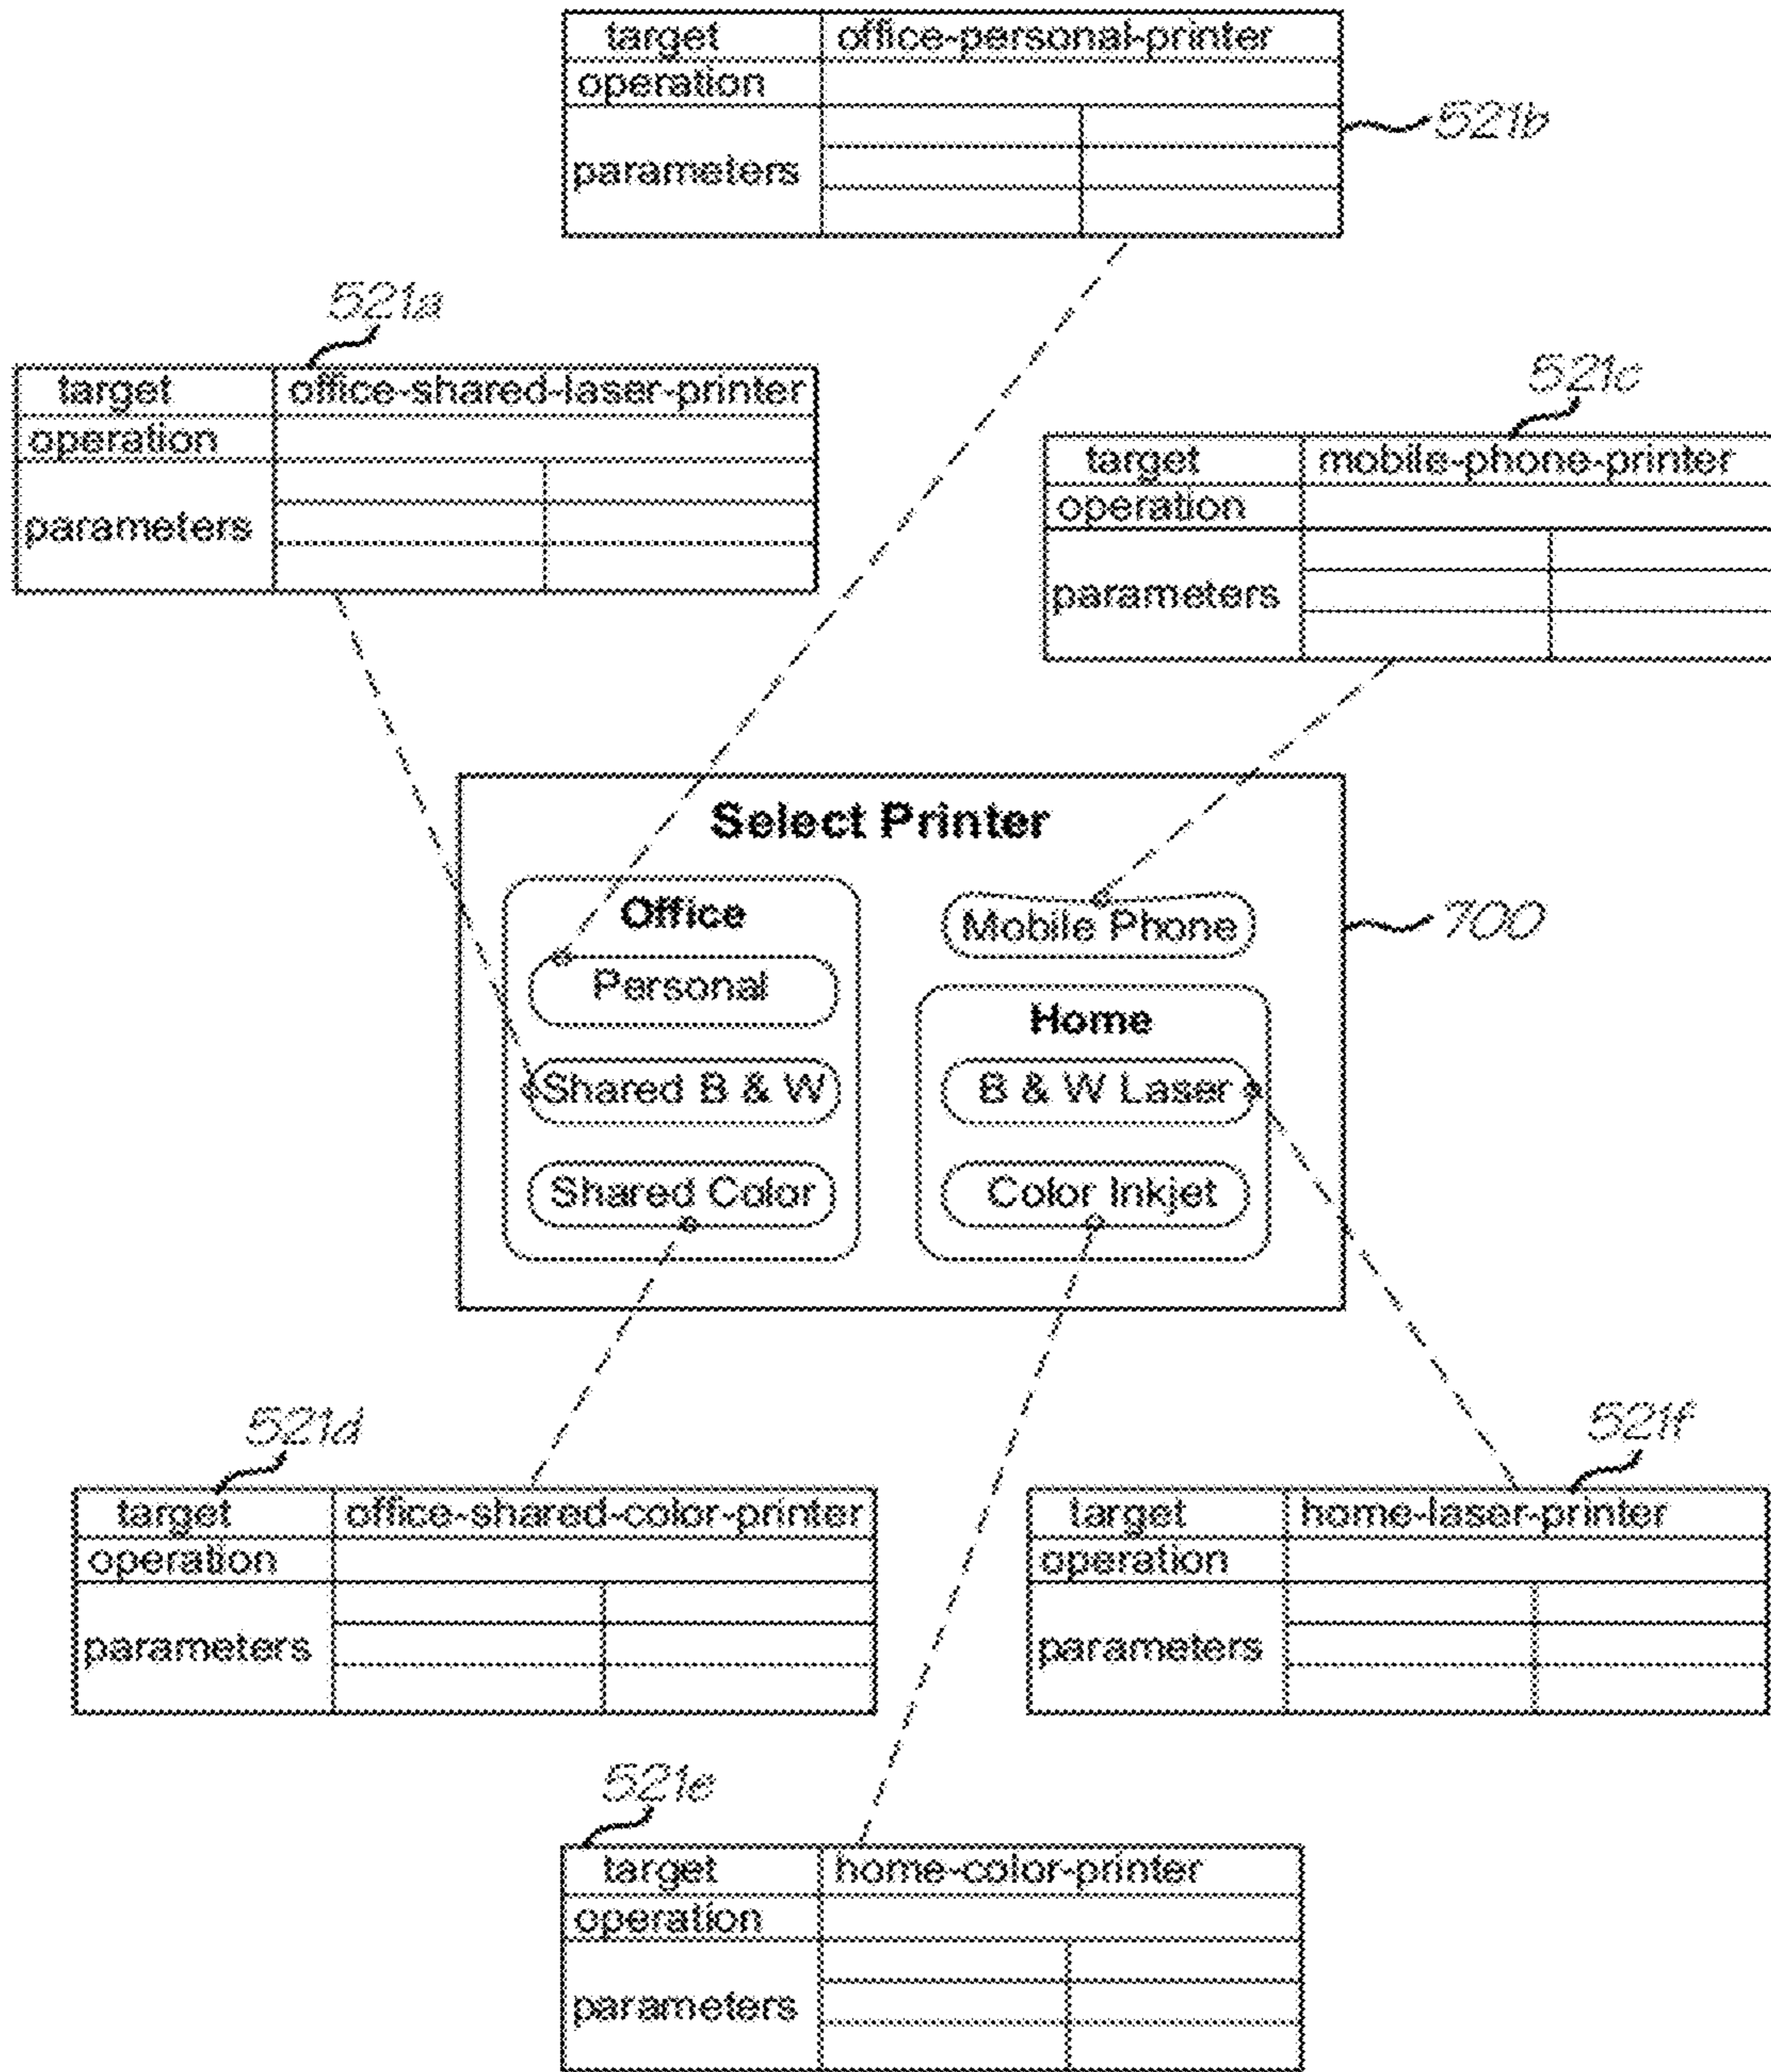 target office-personal-printer
operation
parameters
521b
521a
target office-shared-laser-printer
operation
parameters
521c
target mobile-phone-printer
operation
parameters
Select Printer
Office
Personal
Shared B & W
Shared Color
Mobile Phone
Home
B & W Laser
Color Inkjet
700
521d
target office-shared-color-printer
operation
parameters
521f
target home-laser-printer
operation
parameters
521e
target home-color-printer
operation
parameters